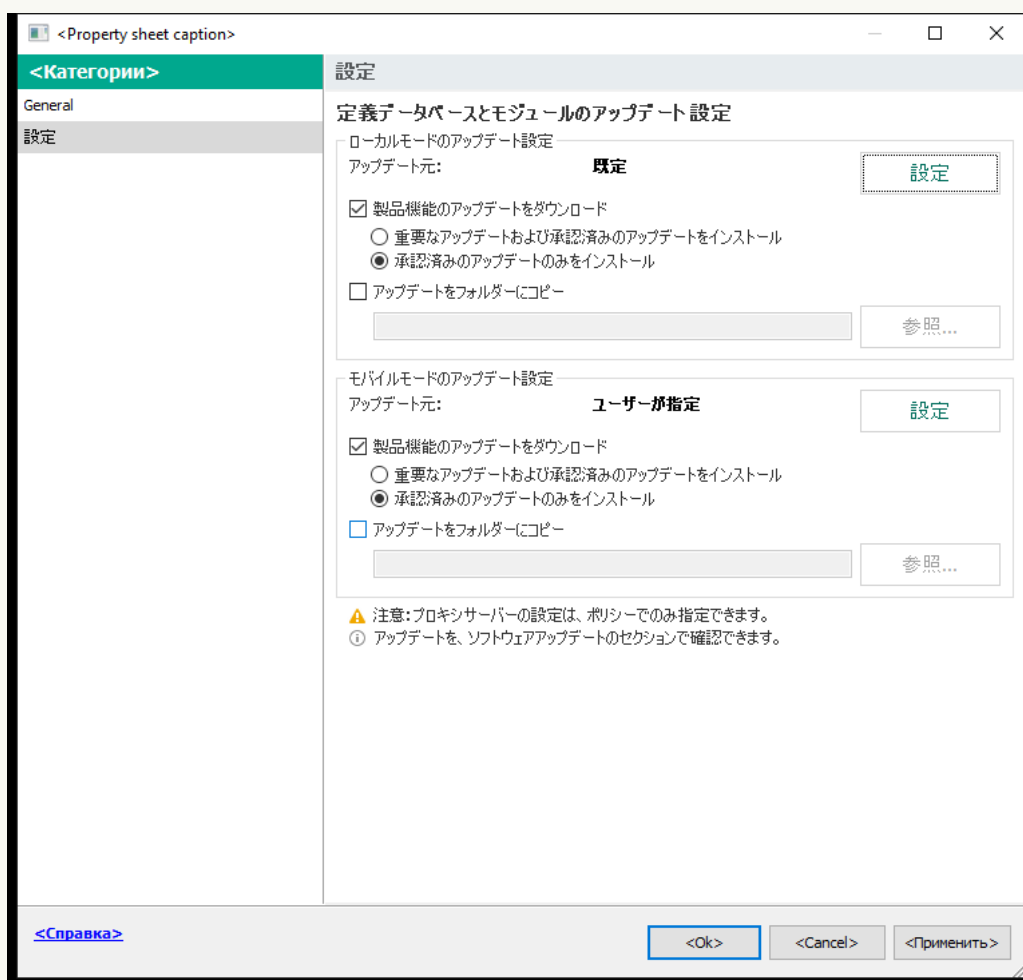 <Property sheet caption>
<Категории>
General
設定
設定
定義データベースとモジュールのアップデート設定
ローカルモードのアップデート設定
アップデート元: 既定 設定
製品機能のアップデートをダウンロード
重要なアップデートおよび承認済みのアップデートをインストール
承認済みのアップデートのみをインストール
アップデートをフォルダーにコピー
参照...
モバイルモードのアップデート設定
アップデート元: ユーザーが指定 設定
製品機能のアップデートをダウンロード
重要なアップデートおよび承認済みのアップデートをインストール
承認済みのアップデートのみをインストール
アップデートをフォルダーにコピー
参照...
注意:プロキシサーバーの設定は、ポリシーでのみ指定できます。
アップデートを、ソフトウェアアップデートのセクションで確認できます。
<Справка>
<Ok> <Cancel> <Применить>